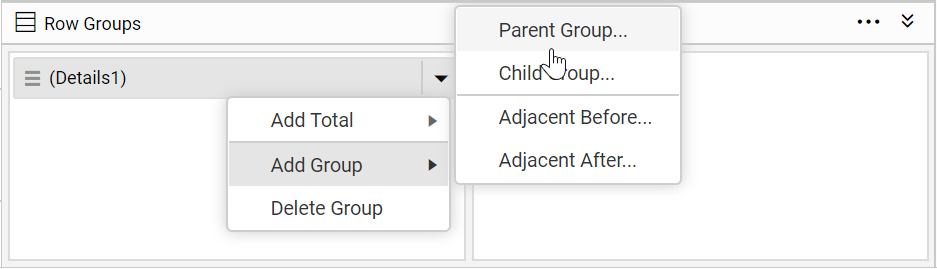 Row Groups
(Details1)
Add Total
Add Group
Delete Group
Parent Group...
Child Group...
Adjacent Before...
Adjacent After...